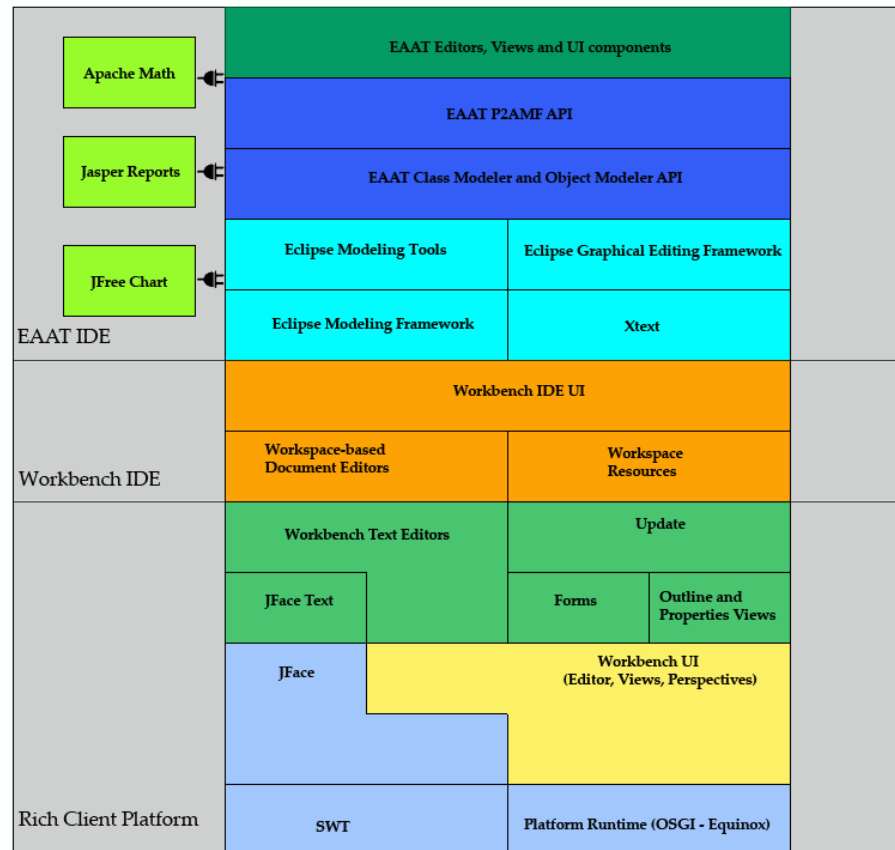 EAAT Editors, Views and UI components
Apache Math
EAAT P2AMF API
Jasper Reports
EAAT Class Modeler and Object Modeler API
Eclipse Modeling Tools
Eclipse Graphical Editing Framework
JFree Chart
Eclipse Modeling Framework
Xtext
EAAT IDE
Workbench IDE UI
Workspace-based
Document Editors
Workspace
Resources
Workbench IDE
Workbench Text Editors
Update
JFace Text
Forms
Outline and
Properties Views
JFace
Workbench UI
(Editor, Views, Perspectives)
Rich Client Platform
SWT
Platform Runtime (OSGI - Equinox)